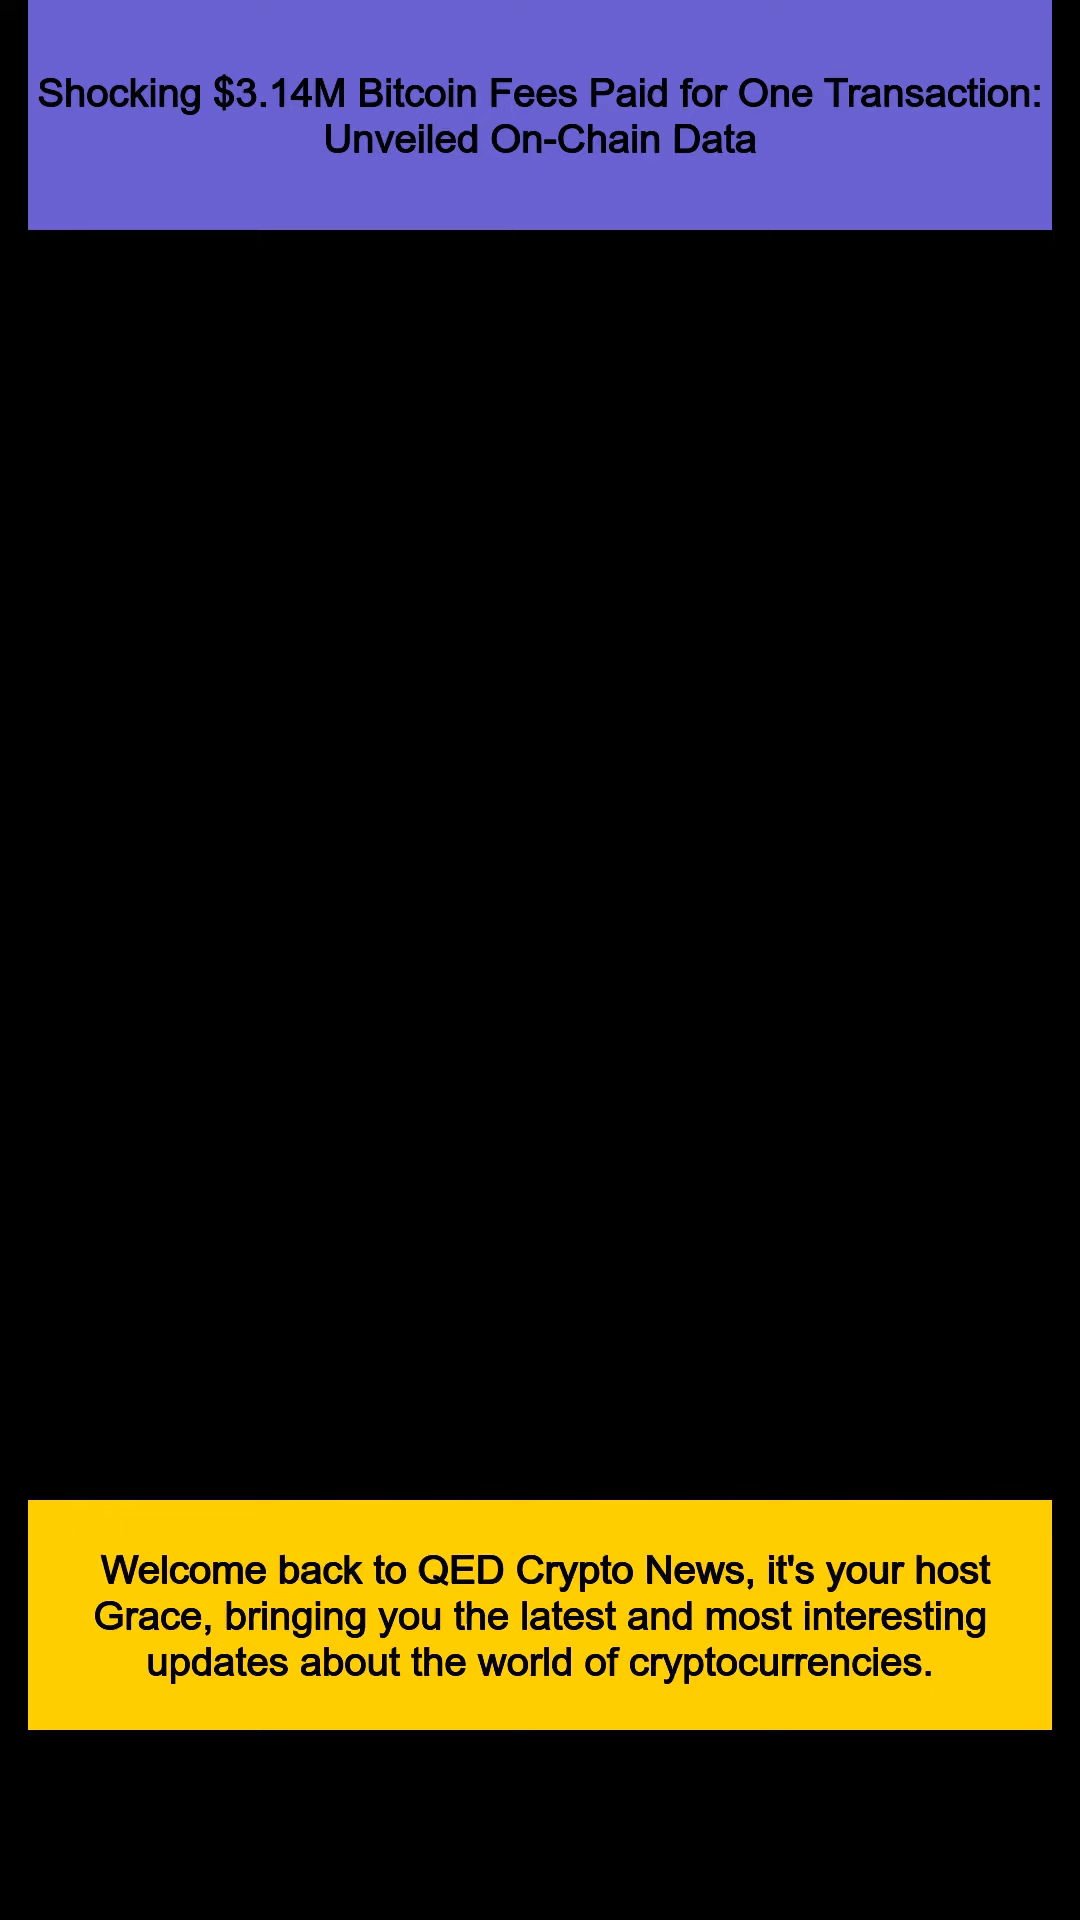 Shocking $3.14M Bitcoin Fees Paid for One Transaction:
Unveiled On-Chain Data
Welcome back to QED Crypto News, it's your host
Grace, bringing you the latest and most interesting
updates about the world of cryptocurrencies.